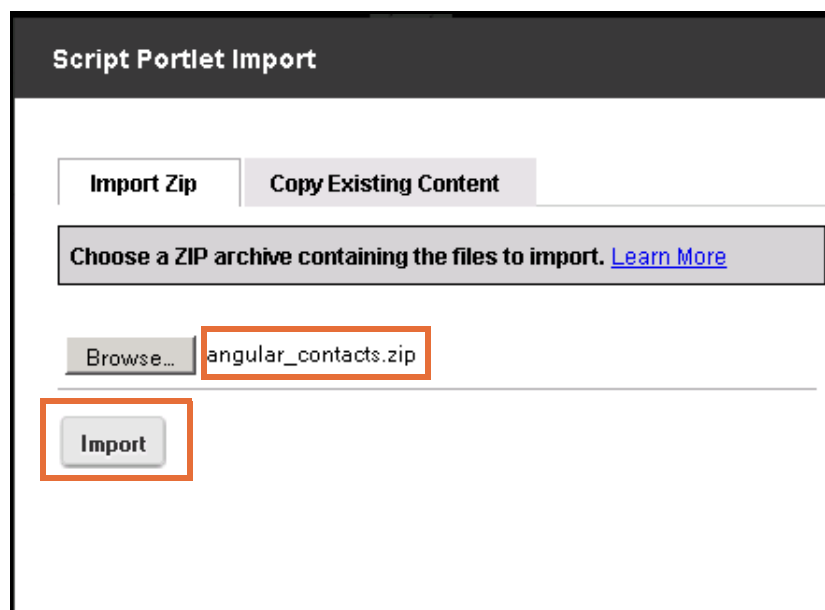 Script Portlet Import
Import Zip
Copy Existing Content
Choose a ZIP archive containing the files to import. Learn More
Browse... angular_contacts.zip
Import